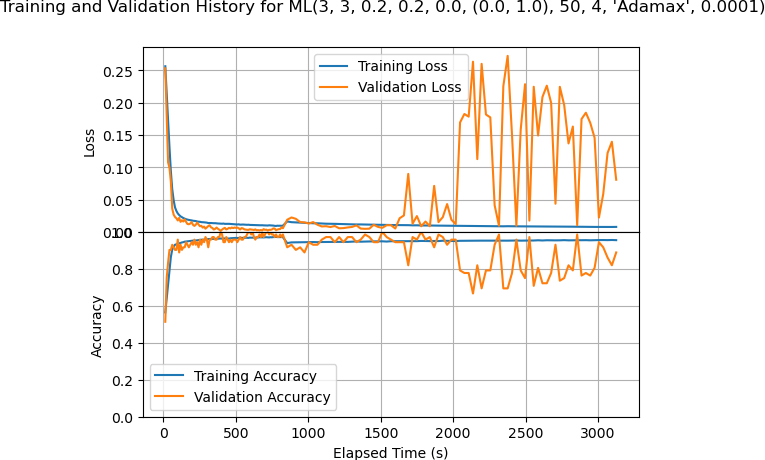 Training and Validation History for ML(3, 3, 0.2, 0.2, 0.0, (0.0, 1.0), 50, 4, 'Adamax', 0.0001)
Loss
0.25
0.20
0.15
0.10
0.05
0.00
Training Loss
Validation Loss
Accuracy
1.0
0.8
0.6
0.4
0.2
0.0
Training Accuracy
Validation Accuracy
0 500 1000 1500 2000 2500 3000
Elapsed Time (s)